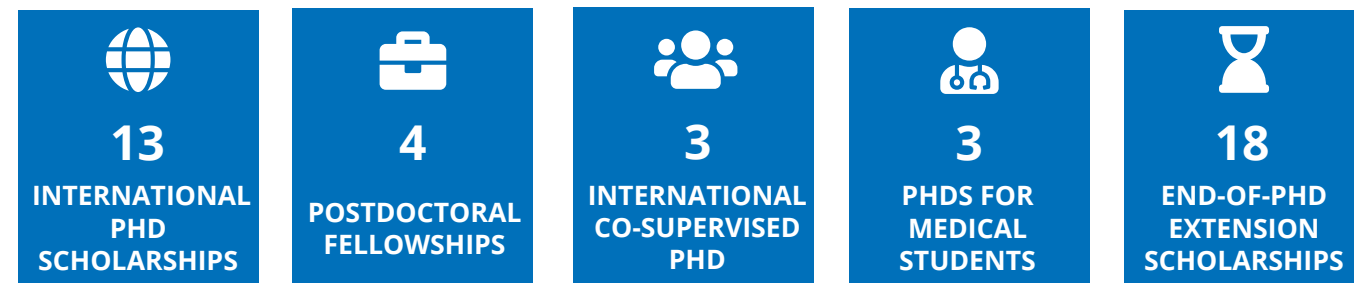 13
INTERNATIONAL
PHD
SCHOLARSHIPS
4
POSTDOCTORAL
FELLOWSHIPS
3
INTERNATIONAL
CO-SUPERVISED
PHD
3
PHDS FOR
MEDICAL
STUDENTS
18
END-OF-PHD
EXTENSION
SCHOLARSHIPS